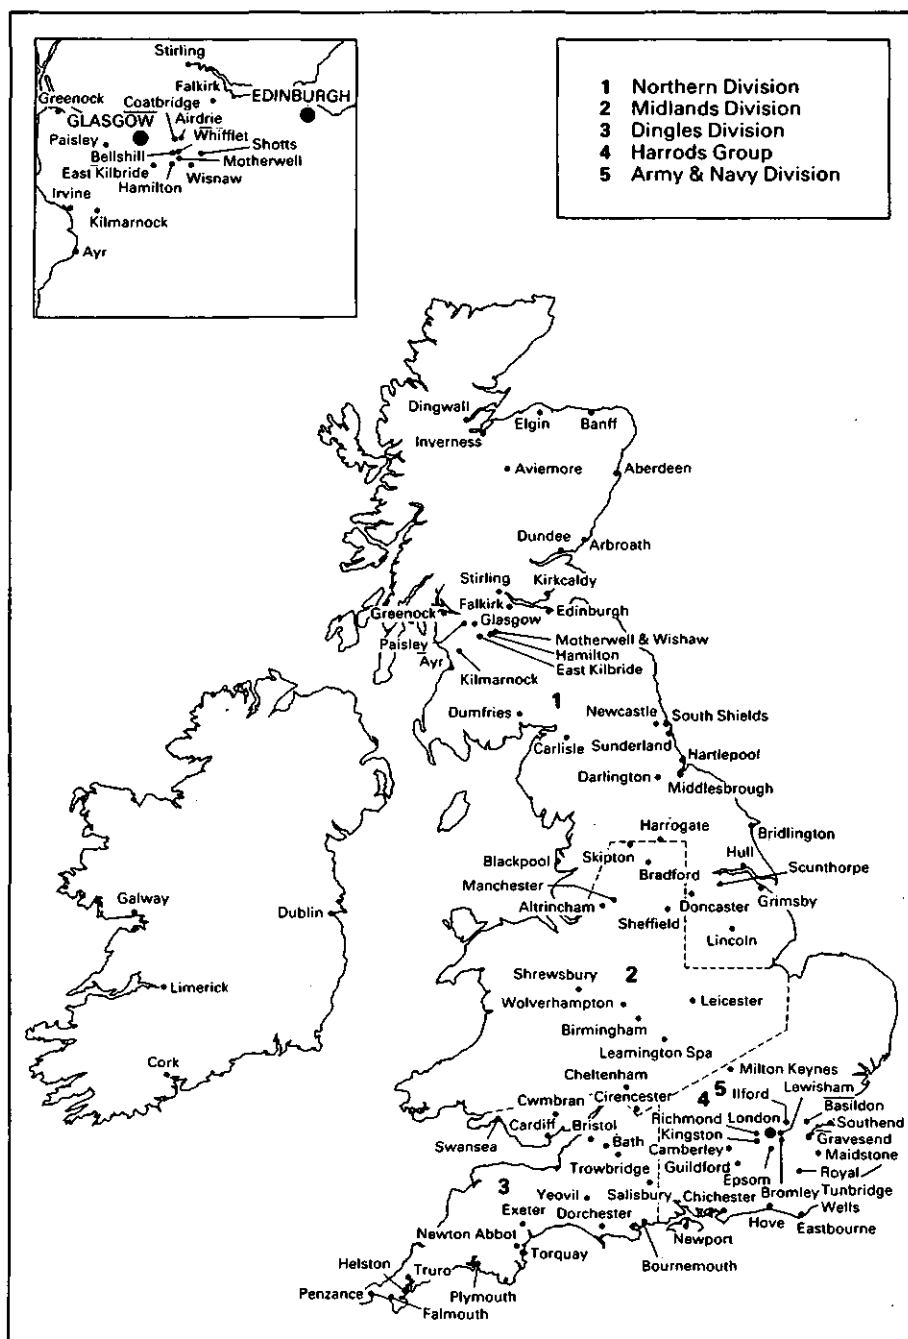 Stirling
Falkirk
EDINBURGH
Greenock
Coatbridge
GLASGOW
Airdrie
Whifflet
Paisley
Shotts
Bellshill
Motherwell
East Kilbride
Hamilton
Wisnaw
Irvine
Kilmarnock
Ayr
1 Northern Division
2 Midlands Division
3 Dingles Division
4 Harrods Group
5 Army & Navy Division
Dingwall
Elgin
Banff
Inverness
Aviemore
Aberdeen
Dundee
Arbroath
Stirling
Kirkcaldy
Falkirk
Edinburgh
Greenock
Glasgow
Motherwell & Wishaw
Paisley
Hamilton
Ayr
East Kilbride
Kilmarnock
1
Dumfries
Newcastle
South Shields
Carlisle
Sunderland
Hartlepool
Darlington
Middlesbrough
Harrogate
Bridlington
Skipton
Hull
Blackpool
Bradford
Scunthorpe
Manchester
Galway
Altrincham
Doncaster
Grimsby
Dublin
Sheffield
Lincoln
Shrewsbury
2
Limerick
Wolverhampton
Leicester
Birmingham
Leamington Spa
Cork
Cheltenham
Milton Keynes
5
Ilford
Lewisham
Cirencester
4
Cwmbran
Basildon
Richmond
London
Southend
Cardiff
Bristol
Kingston
Gravesend
Swansea
Bath
Camberley
Maidstone
Trowbridge
Guildford
Royal
Tunbridge
Wells
Epsom
3
Yeovil
Salisbury
Chichester
Bromley
Exeter
Dorchester
Hove
Newton Abbot
Newport
Eastbourne
Torquay
Bournemouth
Helston
Truro
Penzance
Plymouth
Falmouth